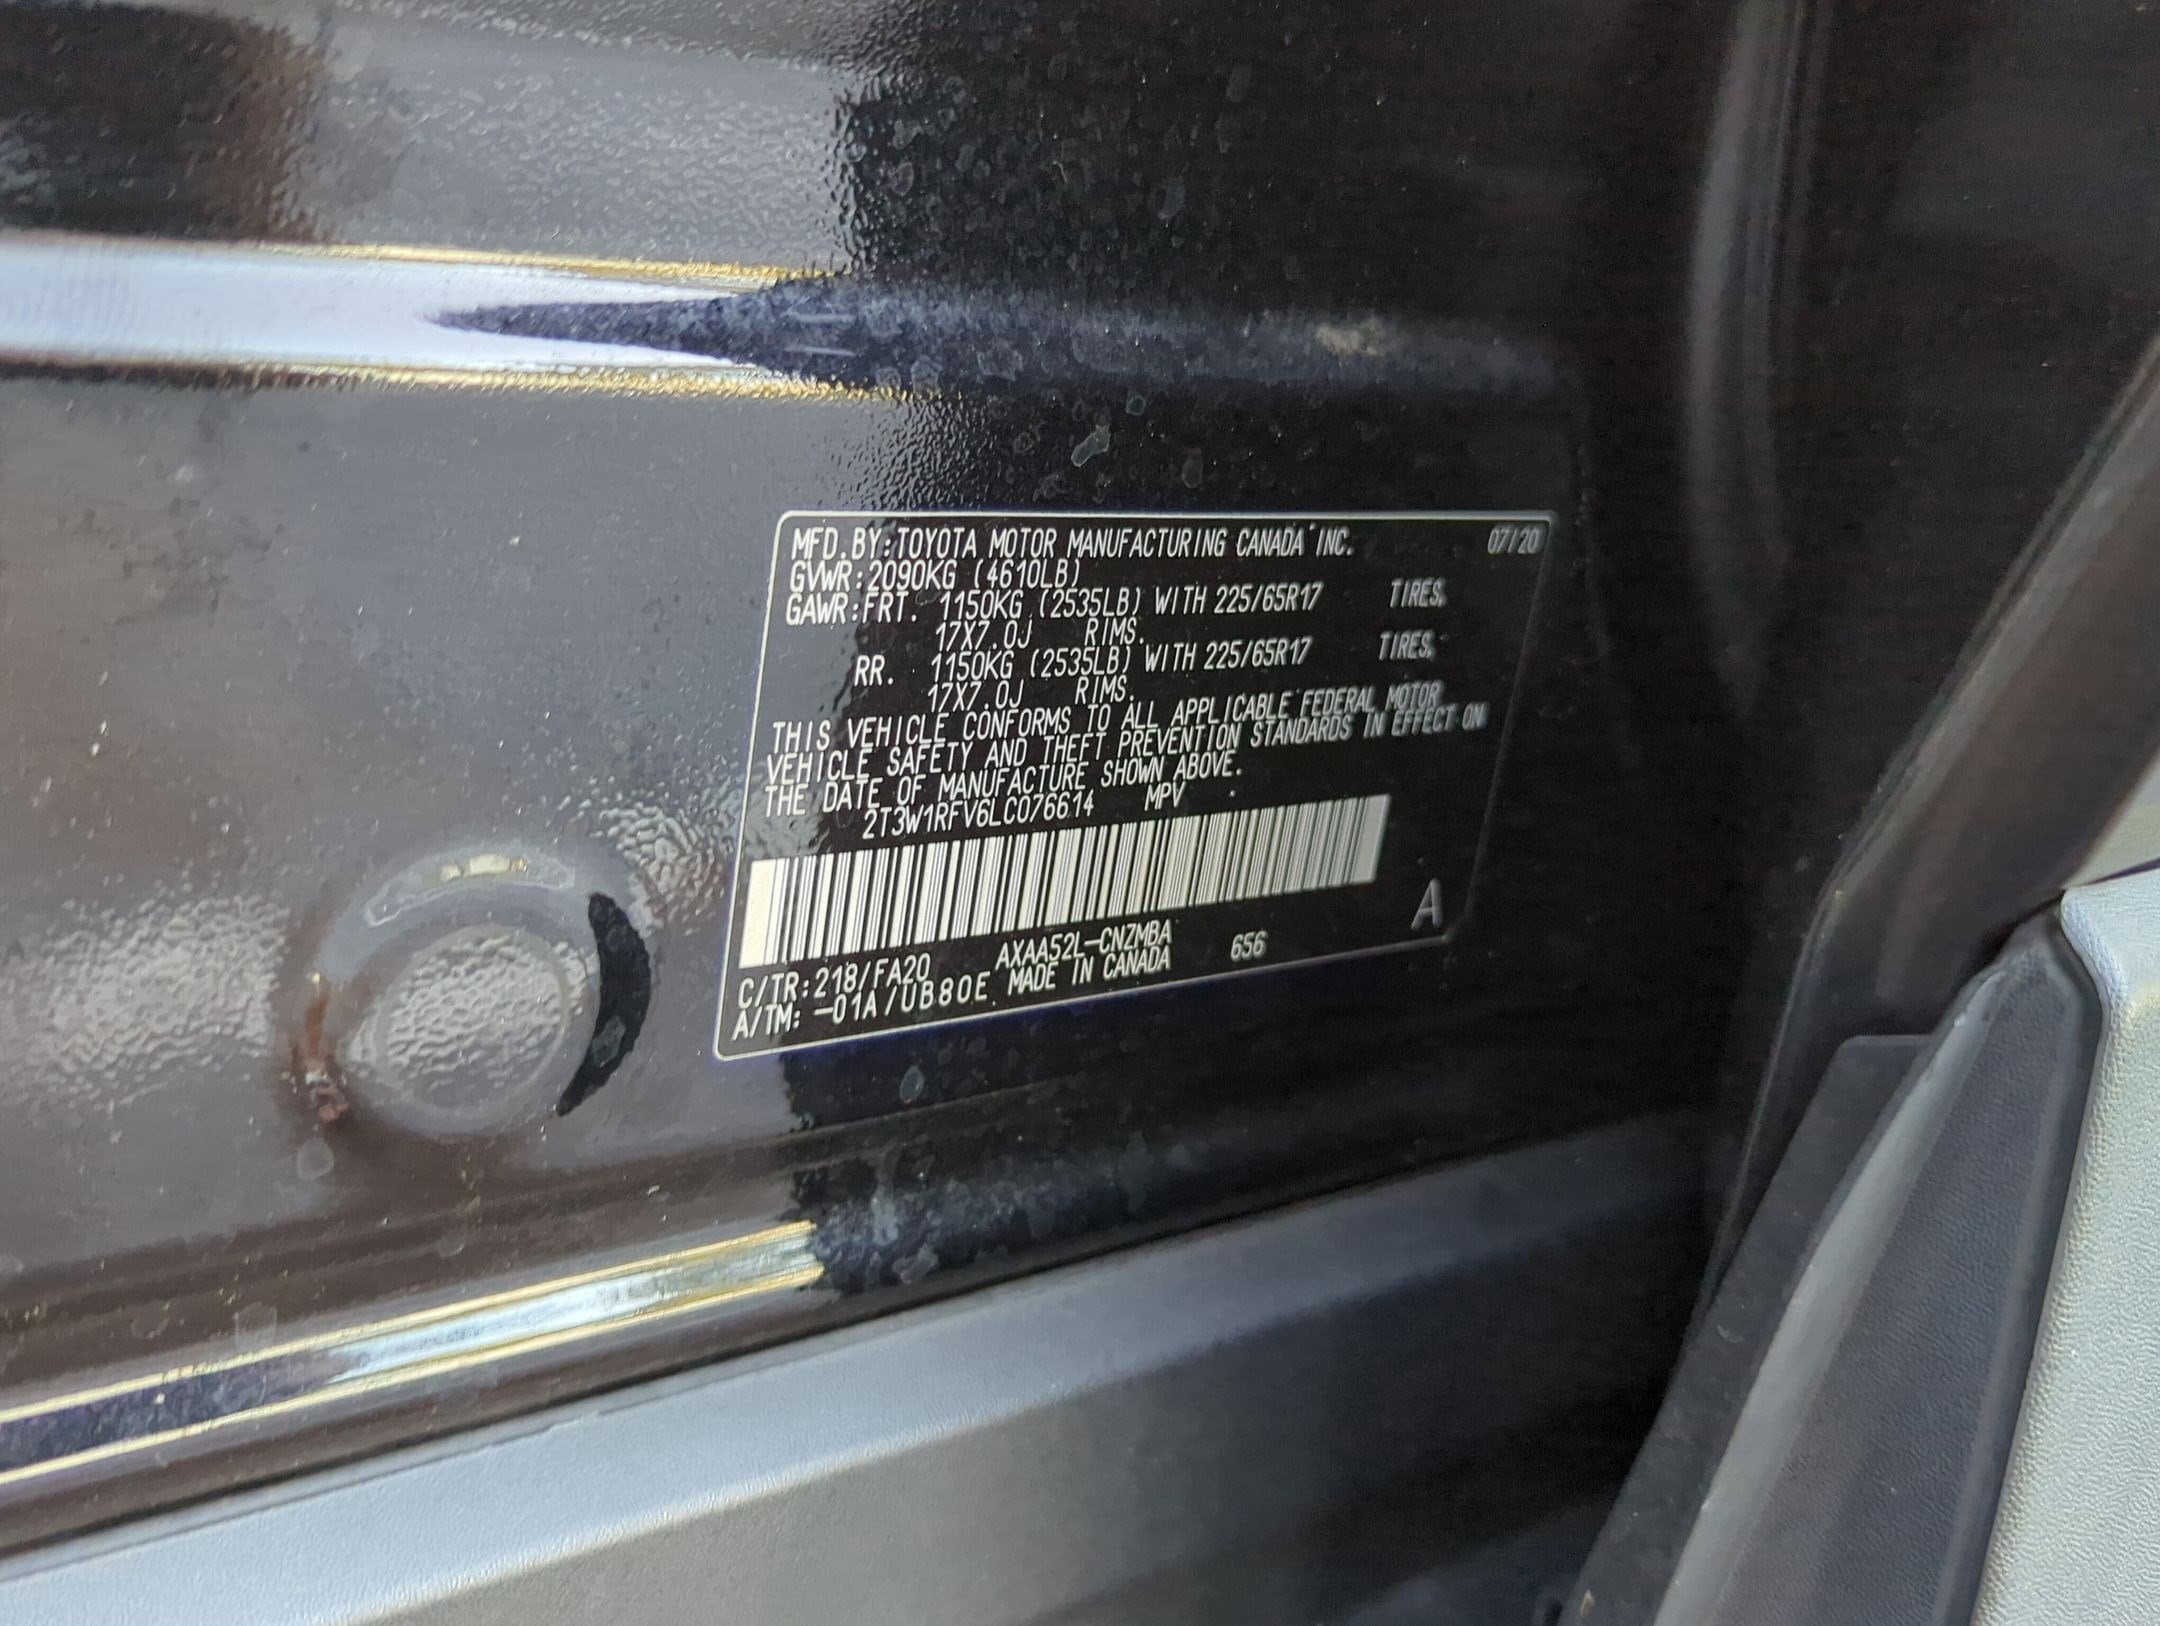 MFD.BY:TOYOTA MOTOR MANUFACTURING CANADA INC. 07/20
GVWR:2090KG (4610LB)
GAWR:FRT. 1150KG (2535LB) WITH 225/65R17 TIRES,
17X7.0J RIMS.
RR. 1150KG (2535LB) WITH 225/65R17 TIRES,
17X7.0J RIMS.
THIS VEHICLE CONFORMS TO ALL APPLICABLE FEDERAL MOTOR
VEHICLE SAFETY AND THEFT PREVENTION STANDARDS IN EFFECT ON
THE DATE OF MANUFACTURE SHOWN ABOVE.
2T3W1RFV6LC076614 MPV
A
C/TR:218/FA20 AXAA52L-CNZMBA 656
A/TM: -01A/UB80E MADE IN CANADA